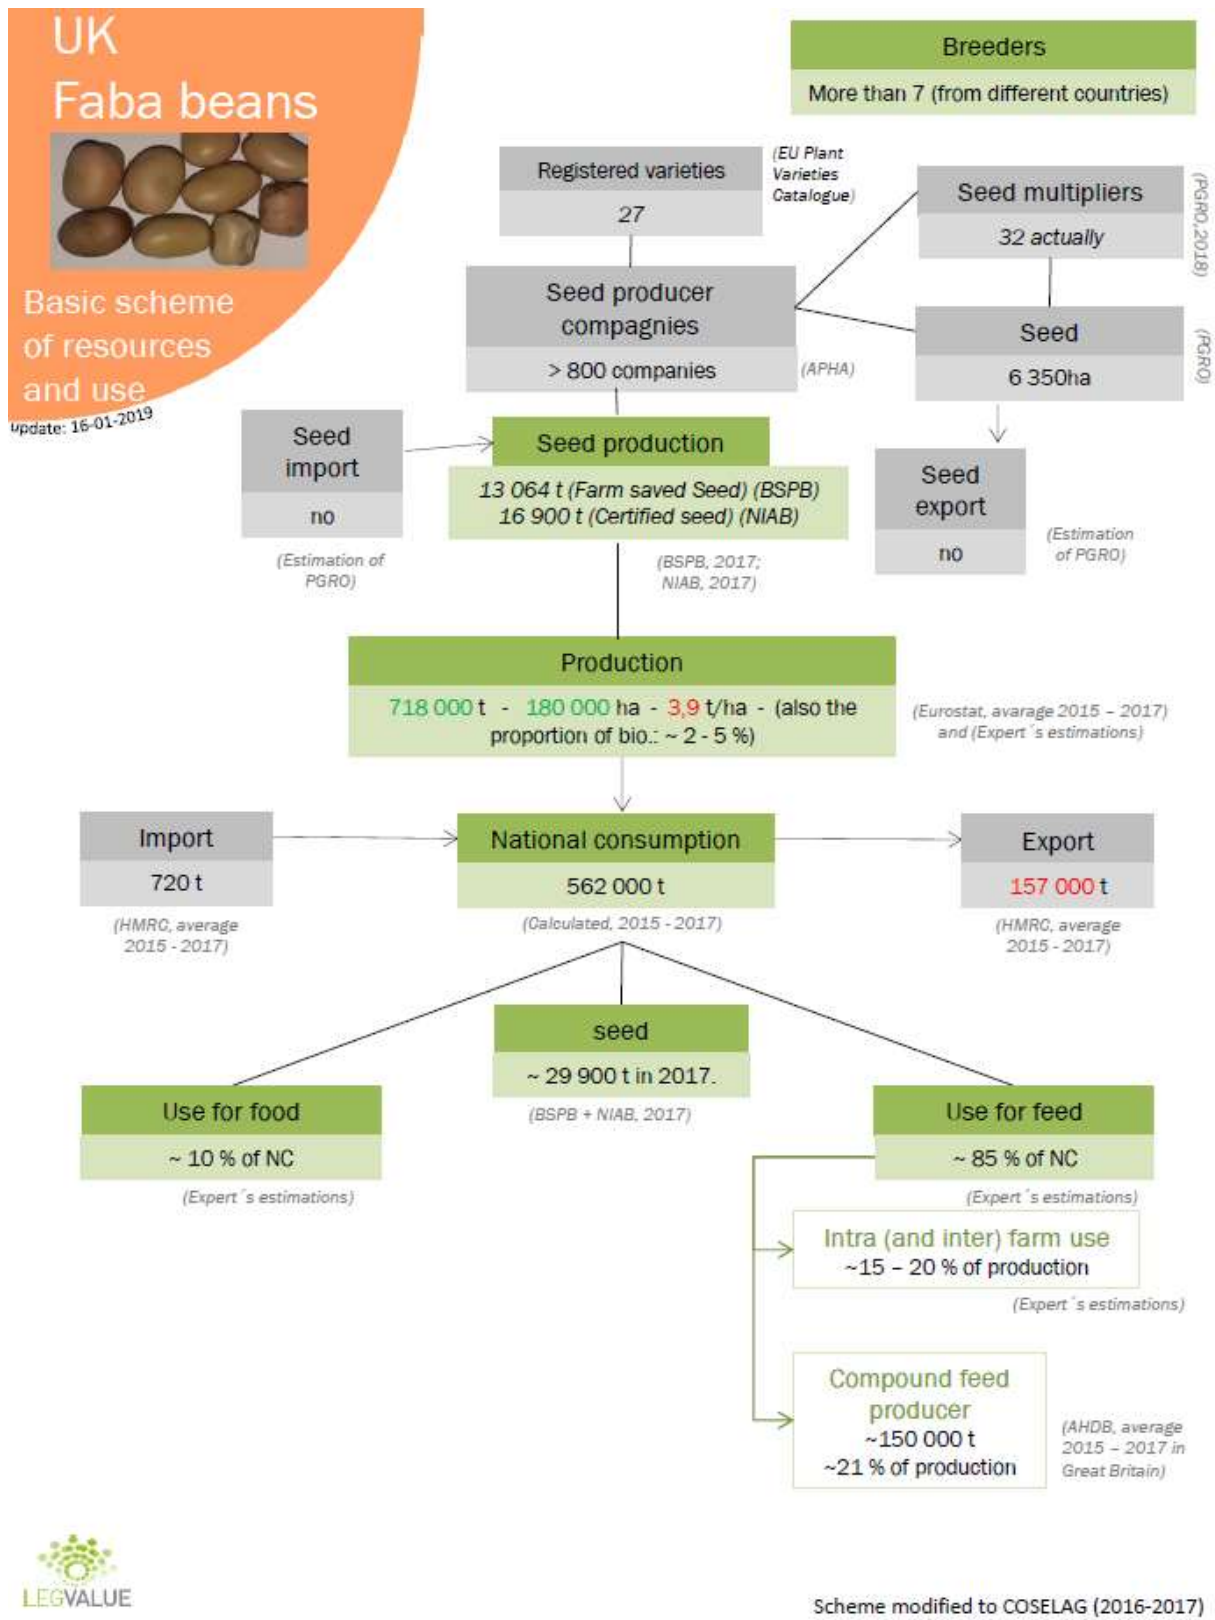 UK
Faba beans
Basic scheme
of resources
and use
update: 16-01-2019
Breeders
More than 7 (from different countries)
Registered varieties
27
(EU Plant
Varieties
Catalogue)
Seed multipliers
32 actually
(PGRO,2018)
Seed producer
compagnies
> 800 companies
(APHA)
Seed
6 350ha
(PGRO)
Seed
import
no
(Estimation of
PGRO)
Seed production
13 064 t (Farm saved Seed) (BSPB)
16 900 t (Certified seed) (NIAB)
(BSPB, 2017;
NIAB, 2017)
Seed
export
no
(Estimation
of PGRO)
Production
718 000 t - 180 000 ha - 3,9 t/ha - (also the
proportion of bio.: ~ 2 - 5 %)
(Eurostat, avarage 2015 – 2017)
and (Expert´s estimations)
Import
720 t
(HMRC, average
2015 - 2017)
National consumption
562 000 t
(Calculated, 2015 - 2017)
Export
157 000 t
(HMRC, average
2015 - 2017)
seed
~ 29 900 t in 2017.
(BSPB + NIAB, 2017)
Use for food
~ 10 % of NC
(Expert´s estimations)
Use for feed
~ 85 % of NC
(Expert´s estimations)
Intra (and inter) farm use
~15 – 20 % of production
(Expert´s estimations)
Compound feed
producer
~150 000 t
~21 % of production
(AHDB, average
2015 – 2017 in
Great Britain)
LEGVALUE
Scheme modified to COSELAG (2016-2017)